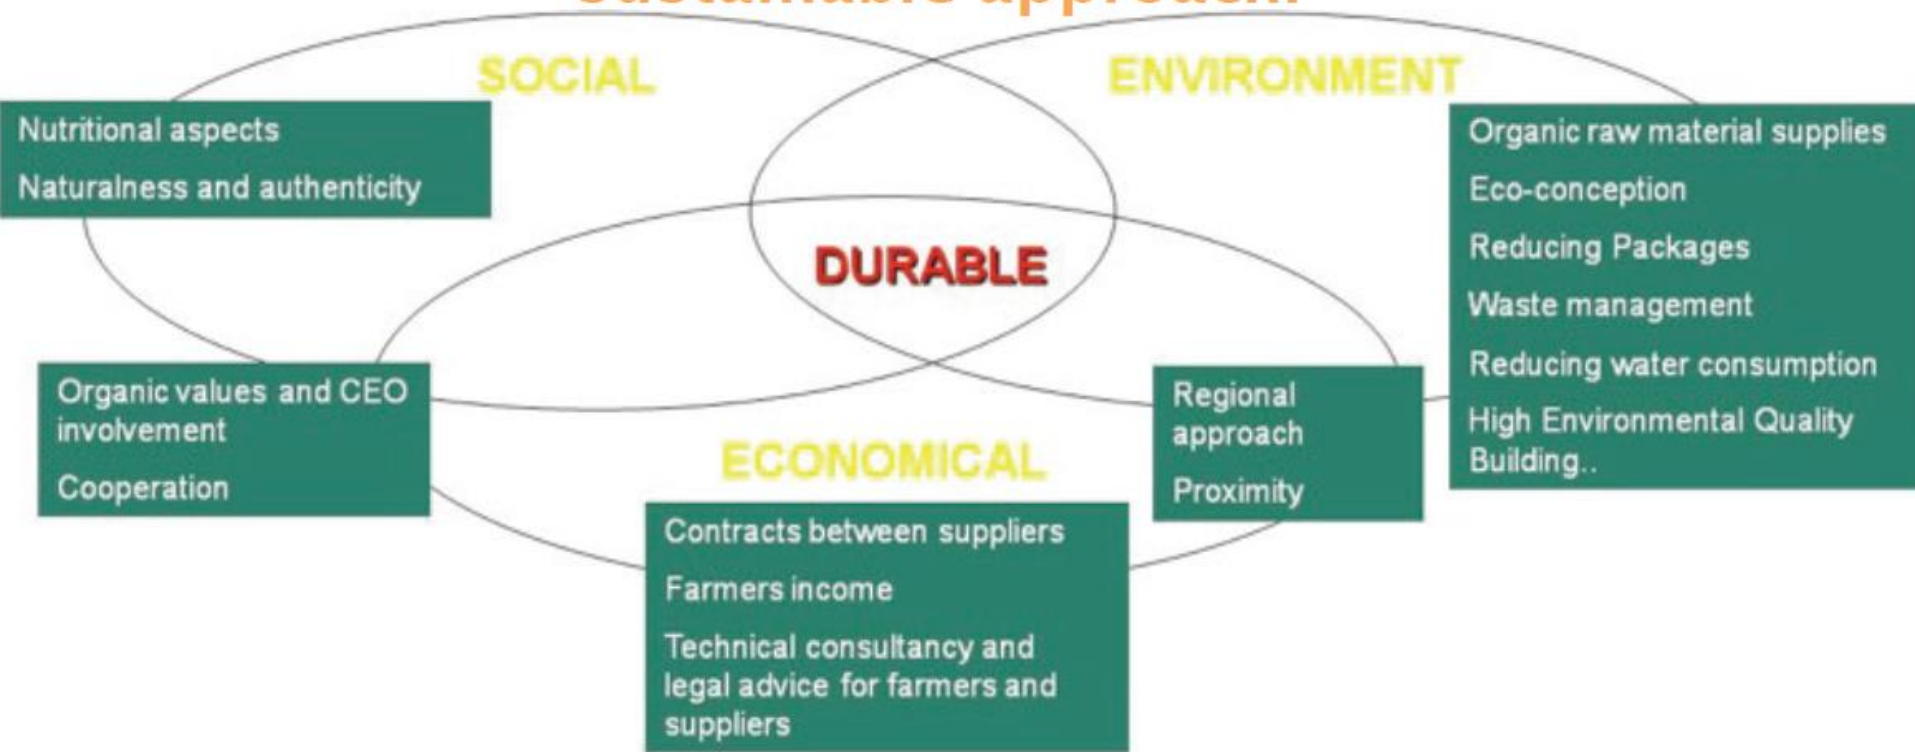 sustainable approach..
SOCIAL
ENVIRONMENT
Nutritional aspects
Naturalness and authenticity
Organic raw material supplies
Eco-conception
Reducing Packages
Waste management
Reducing water consumption
High Environmental Quality
Building..
DURABLE
Organic values and CEO
involvement
Cooperation
Regional
approach
Proximity
ECONOMICAL
Contracts between suppliers
Farmers income
Technical consultancy and
legal advice for farmers and
suppliers